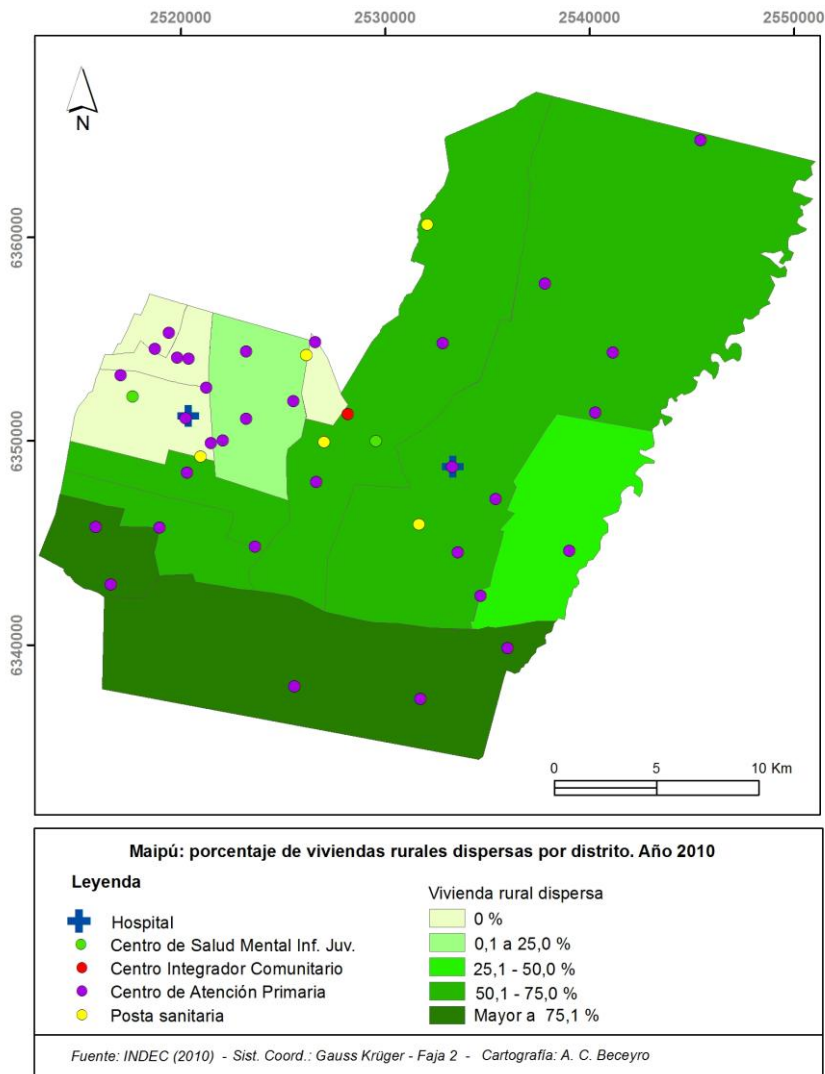 2520000 2530000 2540000 2550000
6360000
6350000
6340000
N
0 5 10 Km
Maipú: porcentaje de viviendas rurales dispersas por distrito. Año 2010
Leyenda
Hospital
Centro de Salud Mental Inf. Juv.
Centro Integrador Comunitario
Centro de Atención Primaria
Posta sanitaria
Vivienda rural dispersa
0 %
0,1 a 25,0 %
25,1 - 50,0 %
50,1 - 75,0 %
Mayor a 75,1 %
Fuente: INDEC (2010) - Sist. Coord.: Gauss Krüger - Faja 2 - Cartografía: A. C. Beceyro